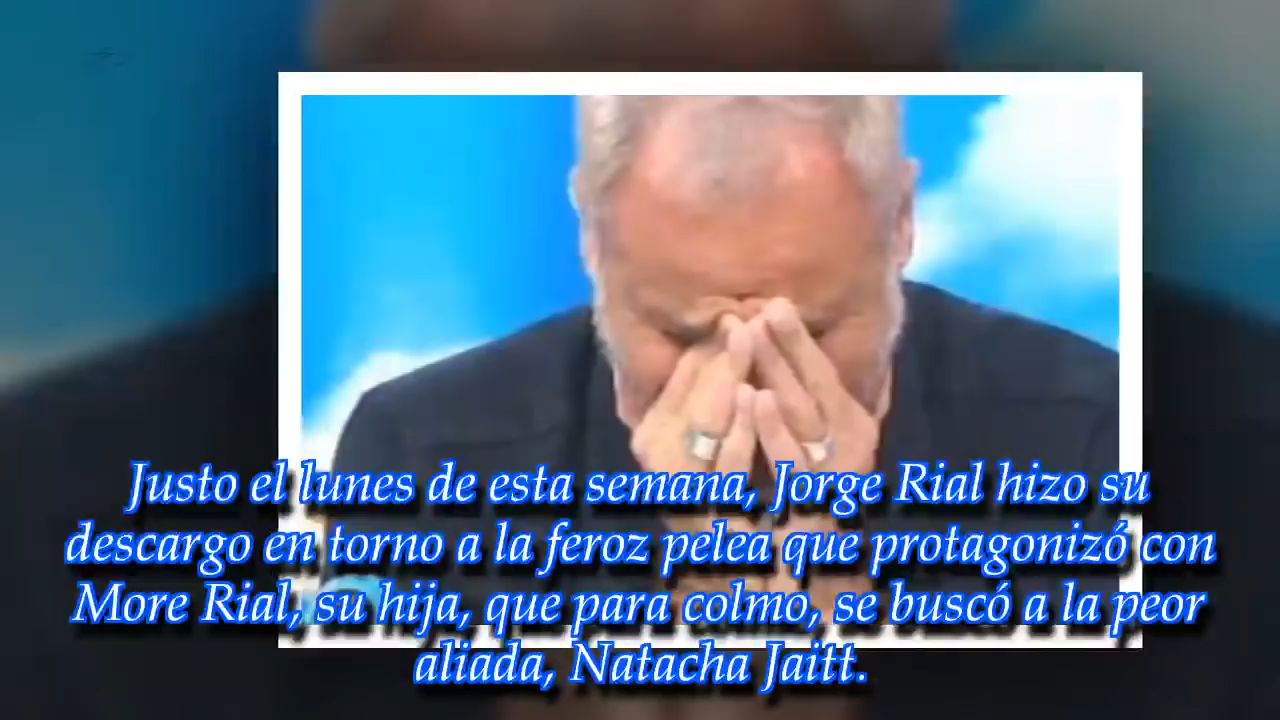 Justo el lunes de esta semana, Jorge Rial hizo su
descargo en torno a la feroz pelea que protagonizó con
More Rial, su hija, que para colmo, se buscó a la peor
aliada, Natacha Jaitt.